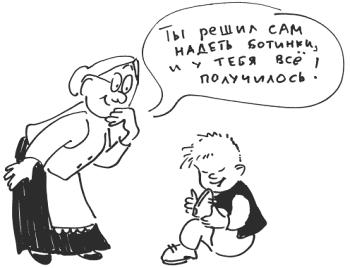 Ты решил сам
надеть ботинки,
и у тебя всё
получилось!